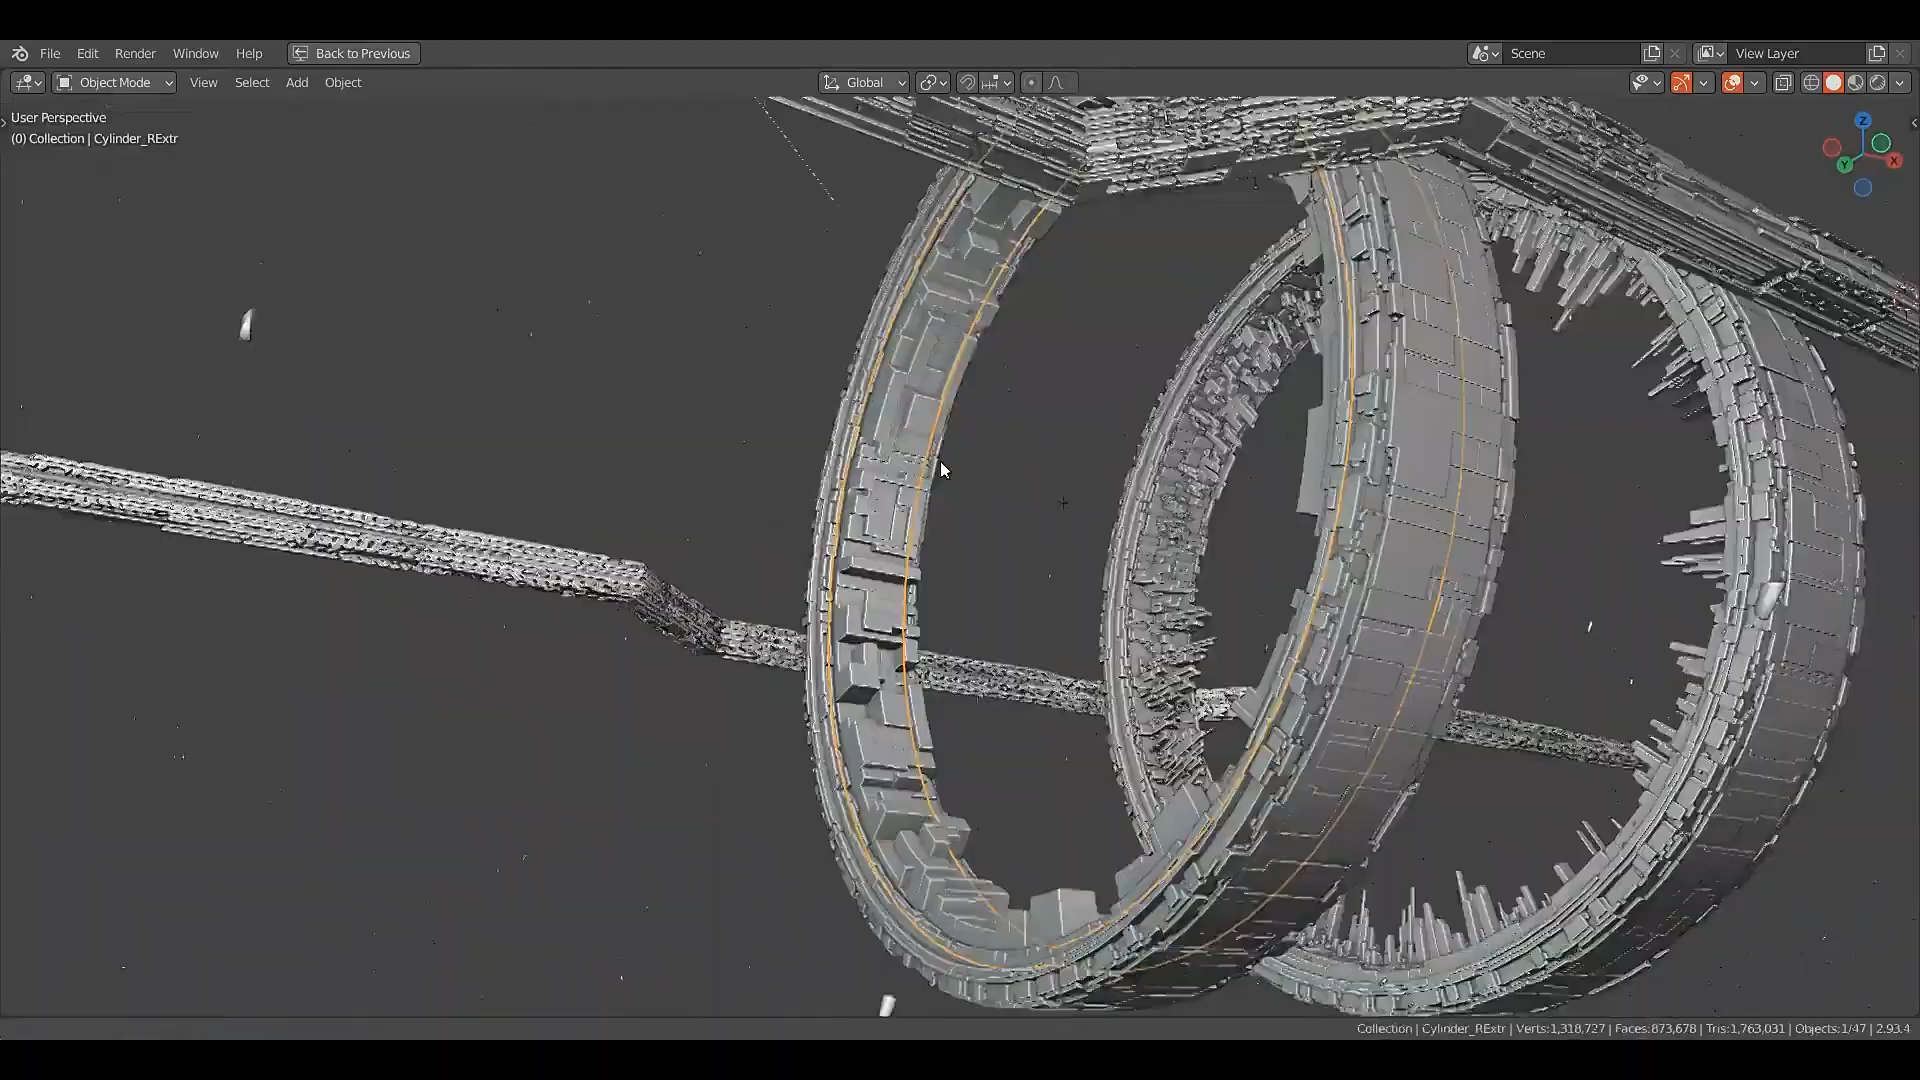 File Edit Render Window Help Back to Previous Scene View Layer
Object Mode View Select Add Object Global
User Perspective
(0) Collection | Cylinder_RExtr
Z
Y X
Collection | Cylinder_RExtr | Verts:1,318,727 | Faces:873,678 | Tris:1,763,031 | Objects:1/47 | 2.93.4